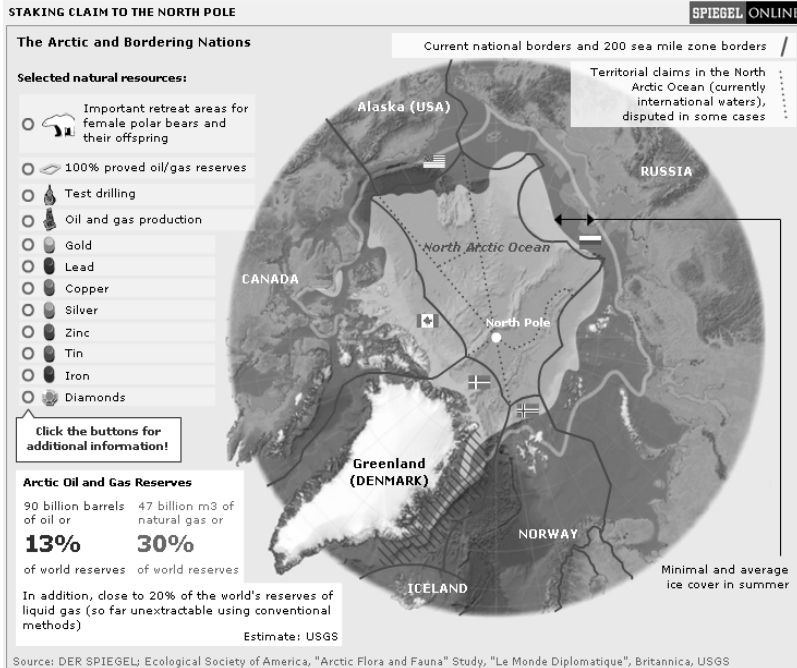 STAKING CLAIM TO THE NORTH POLE
SPIEGEL ONLINE
The Arctic and Bordering Nations
Selected natural resources:
Important retreat areas for
female polar bears and
their offspring
100% proved oil/gas reserves
Test drilling
Oil and gas production
Gold
Lead
Copper
Silver
Zinc
Tin
Iron
Diamonds
Click the buttons for
additional information!
Arctic Oil and Gas Reserves
90 billion barrels
of oil or
13%
of world reserves
47 billion m3 of
natural gas or
30%
of world reserves
In addition, close to 20% of the world's reserves of
liquid gas (so far unextractable using conventional
methods)
Estimate: USGS
Current national borders and 200 sea mile zone borders
Territorial claims in the North
Arctic Ocean (currently
international waters),
disputed in some cases
Alaska (USA)
RUSSIA
North Arctic Ocean
CANADA
North Pole
Greenland
(DENMARK)
NORWAY
ICELAND
Minimal and average
ice cover in summer
Source: DER SPIEGEL; Ecological Society of America, "Arctic Flora and Fauna" Study, "Le Monde Diplomatique", Britannica, USGS